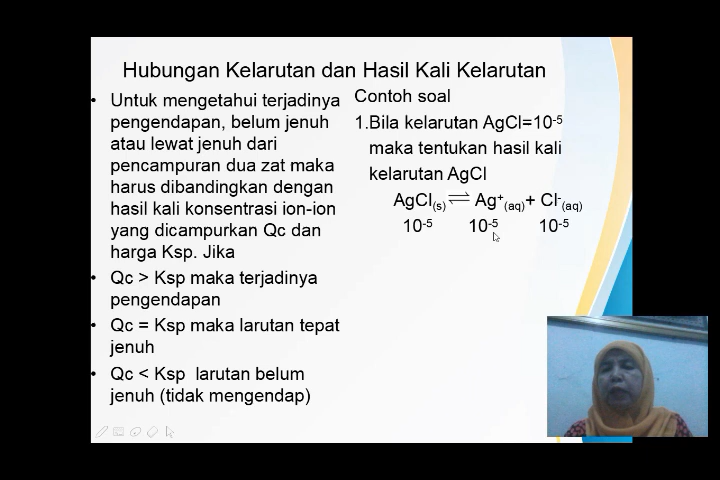 Hubungan Kelarutan dan Hasil Kali Kelarutan
• Untuk mengetahui terjadinya
pengendapan, belum jenuh
atau lewat jenuh dari
pencampuran dua zat maka
harus dibandingkan dengan
hasil kali konsentrasi ion-ion
yang dicampurkan Qc dan
harga Ksp. Jika
• Qc > Ksp maka terjadinya
pengendapan
• Qc = Ksp maka larutan tepat
jenuh
• Qc < Ksp larutan belum
jenuh (tidak mengendap)
Contoh soal
1.Bila kelarutan AgCl=10⁻⁵
maka tentukan hasil kali
kelarutan AgCl
AgCl₍s₎ ⇌ Ag⁺₍aq₎+ Cl⁻₍aq₎
10⁻⁵ 10⁻⁵ 10⁻⁵